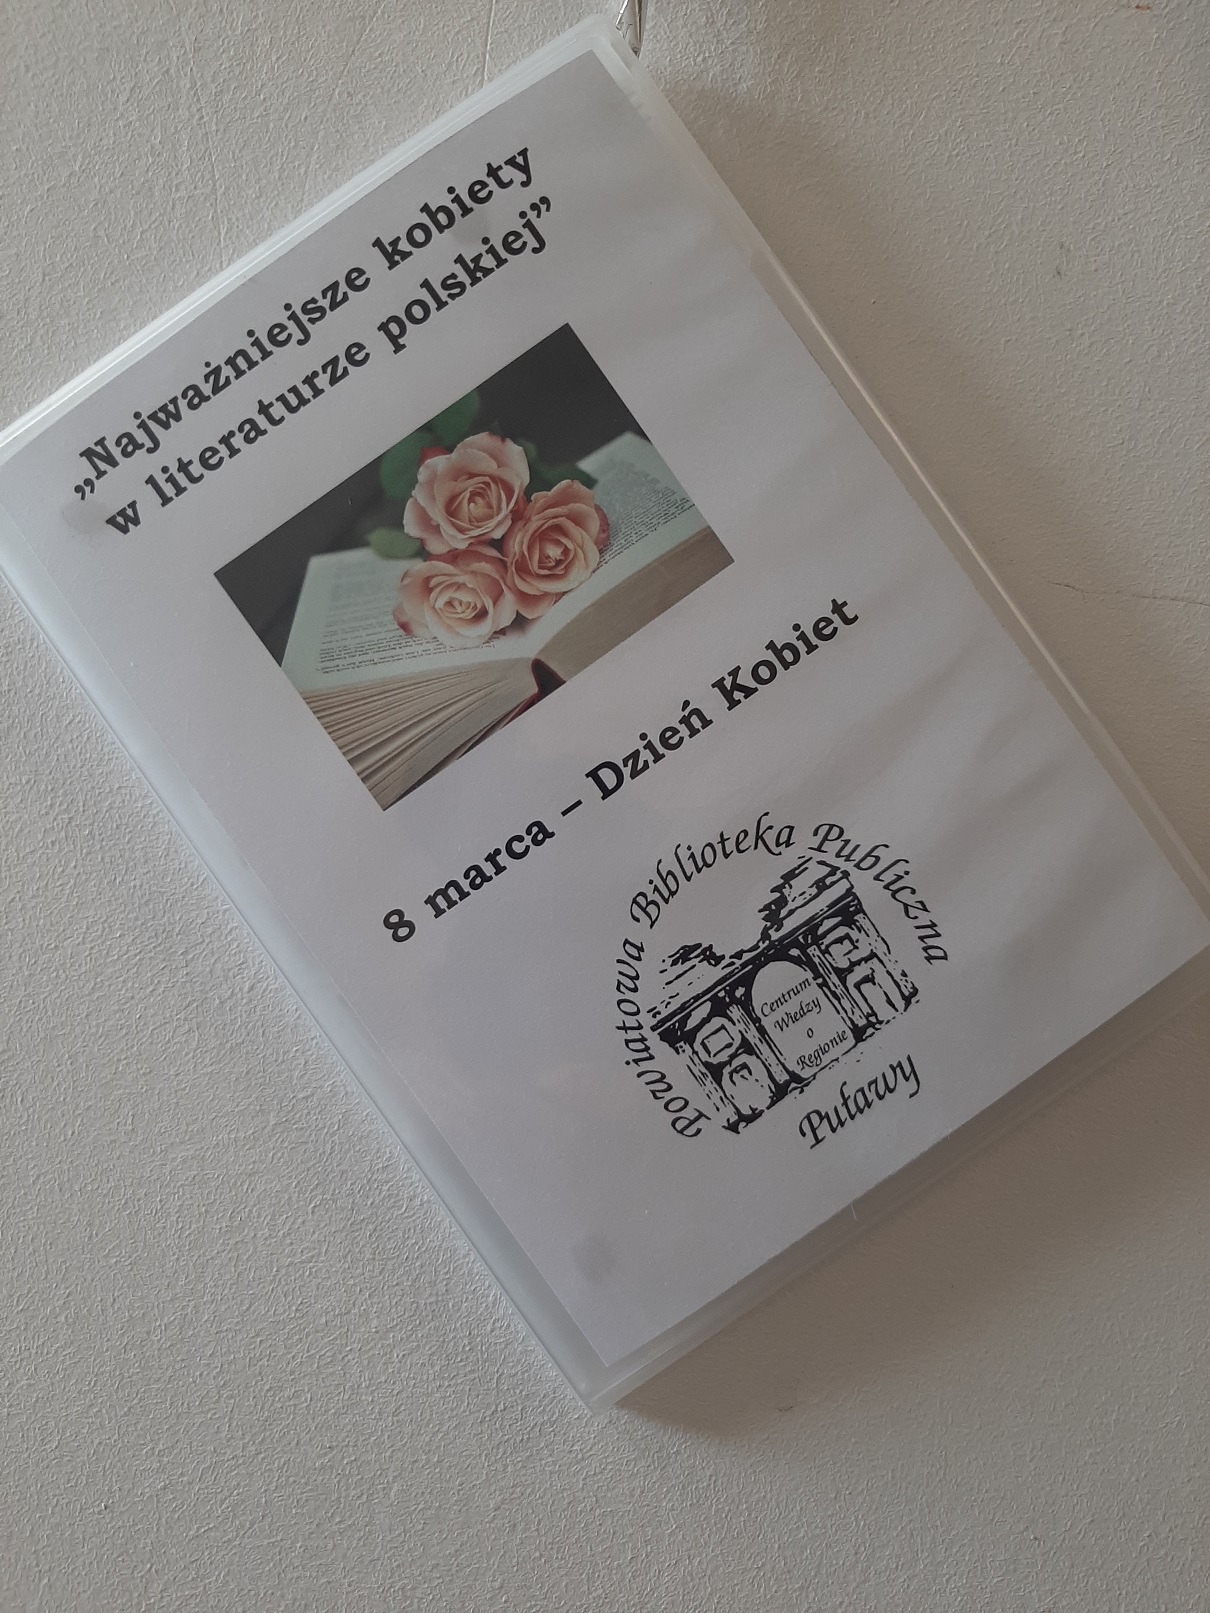 „Najważniejsze kobiety
w literaturze polskiej”
8 marca – Dzień Kobiet
Powiatowa Biblioteka Publiczna
Centrum
Wiedzy
o
Regionie
Puławy